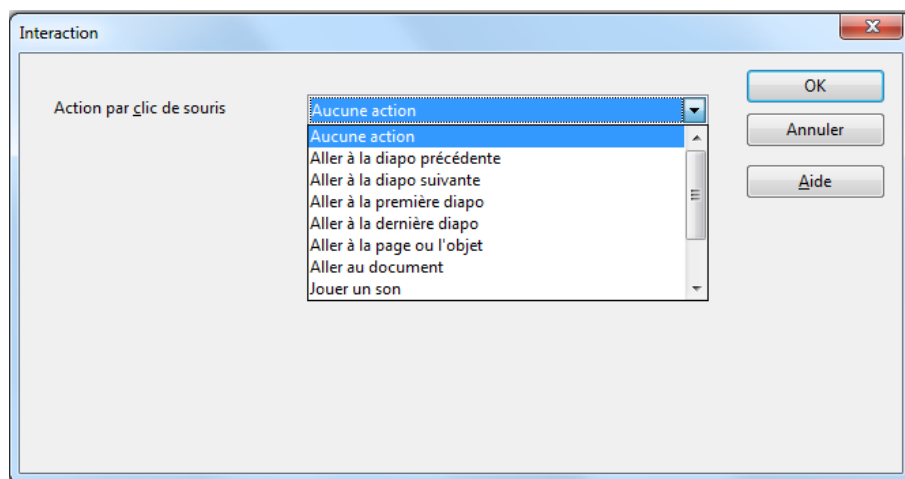 Interaction
Action par clic de souris
Aucune action
Aucune action
Aller à la diapo précédente
Aller à la diapo suivante
Aller à la première diapo
Aller à la dernière diapo
Aller à la page ou l'objet
Aller au document
Jouer un son
OK
Annuler
Aide